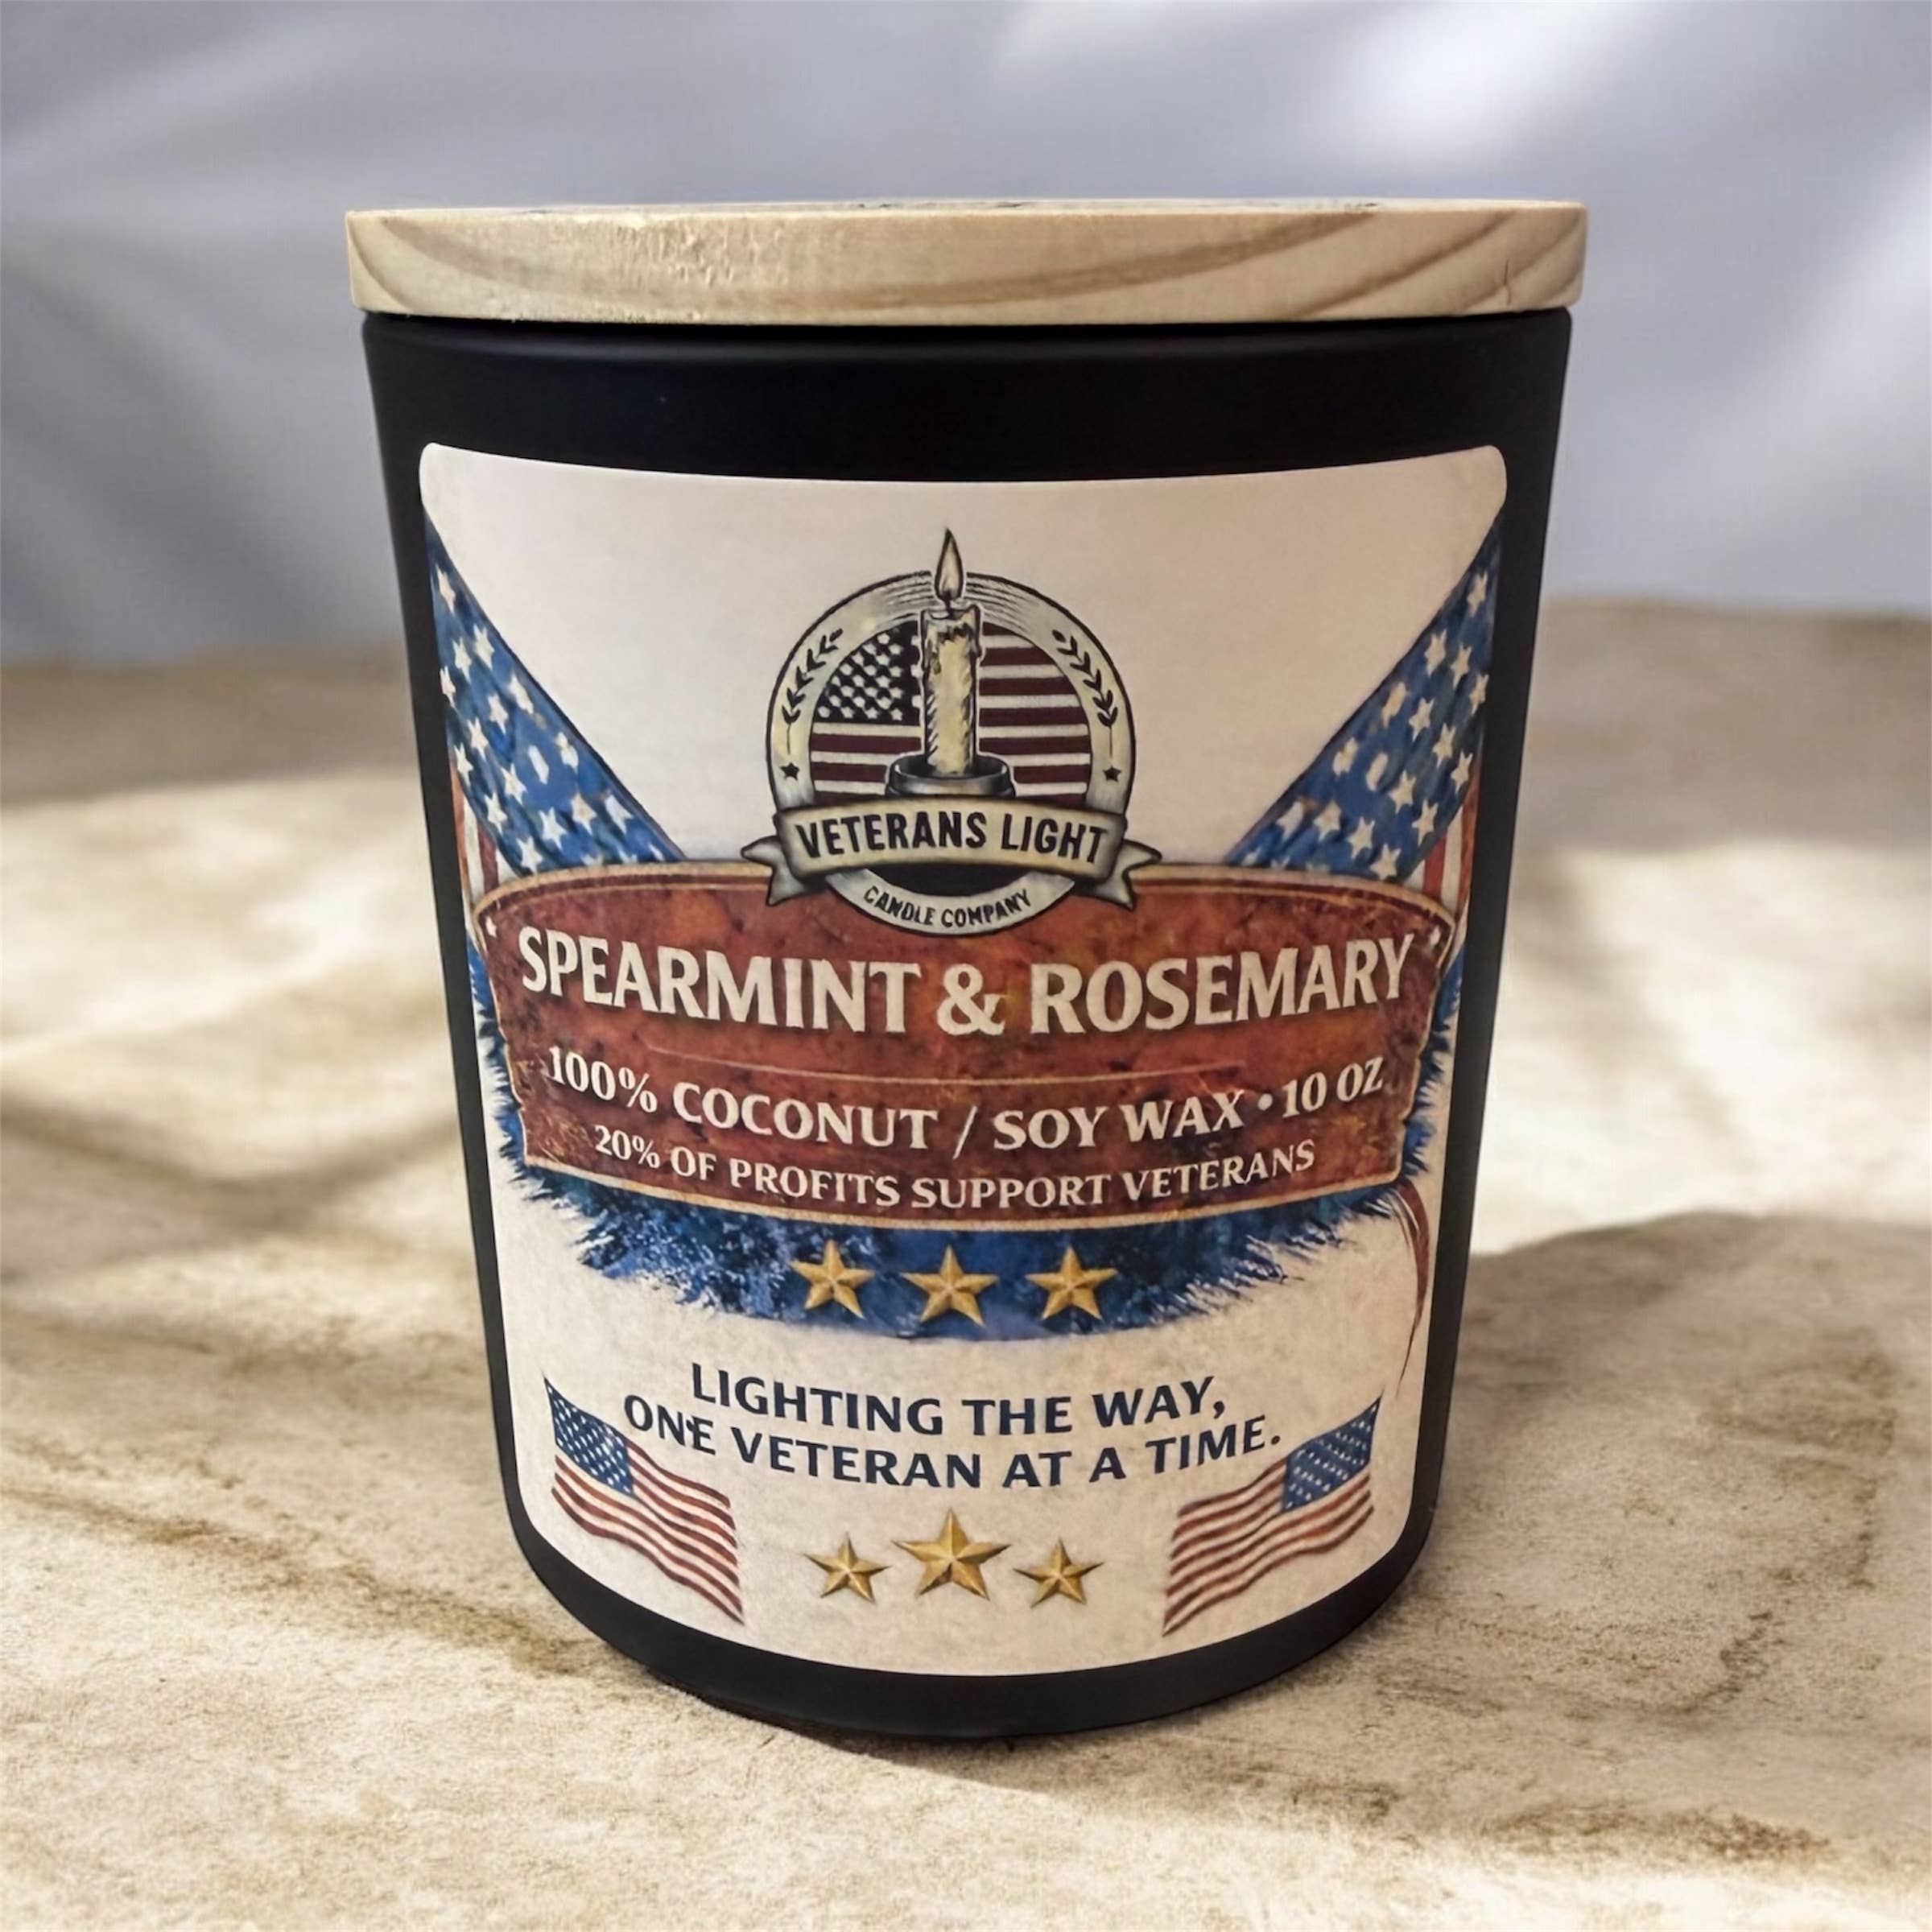 VETERANS LIGHT
CANDLE COMPANY
SPEARMINT & ROSEMARY
100% COCONUT / SOY WAX • 10 OZ
20% OF PROFITS SUPPORT VETERANS
LIGHTING THE WAY,
ONE VETERAN AT A TIME.